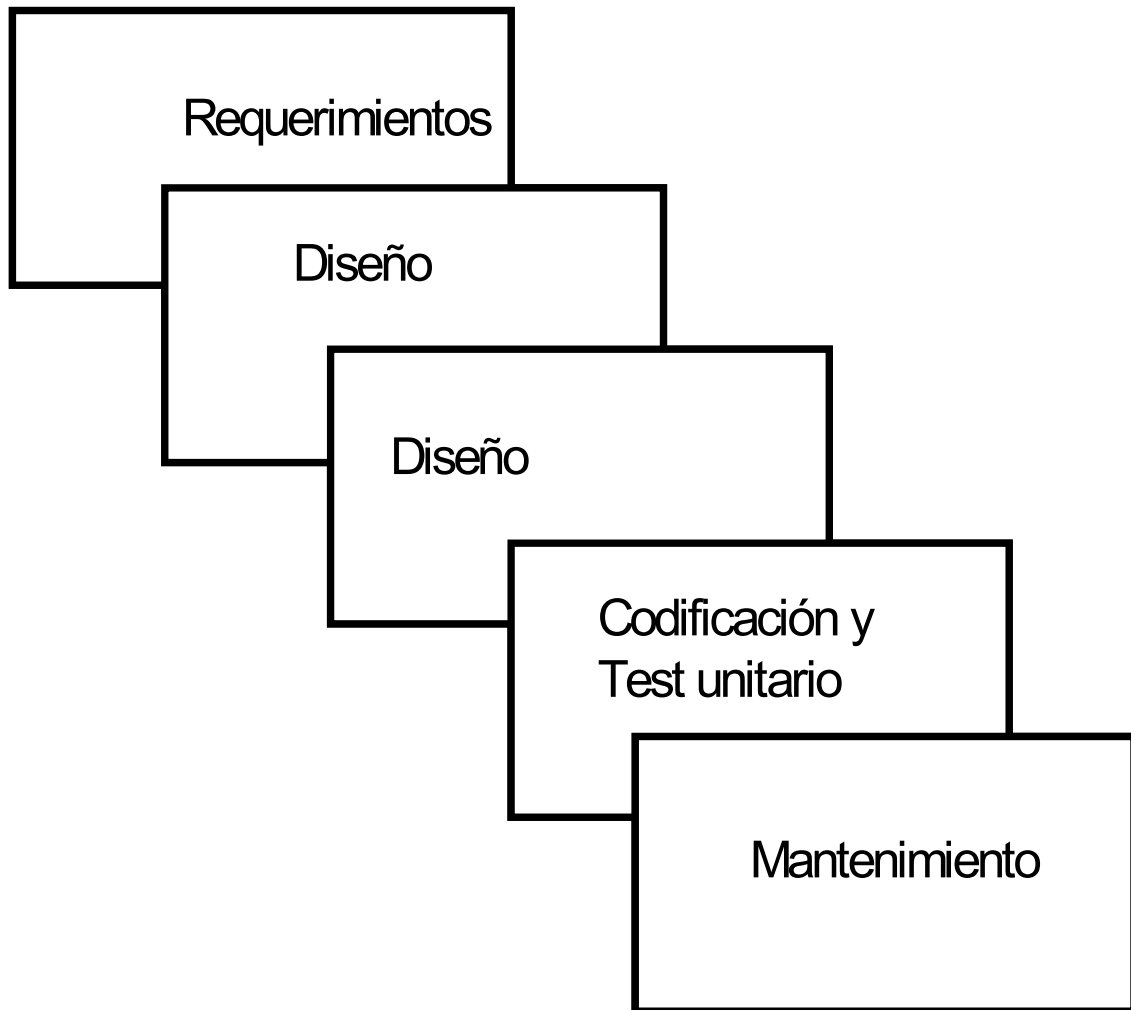 Requerimientos
Diseño
Diseño
Codificación y
Test unitario
Mantenimiento